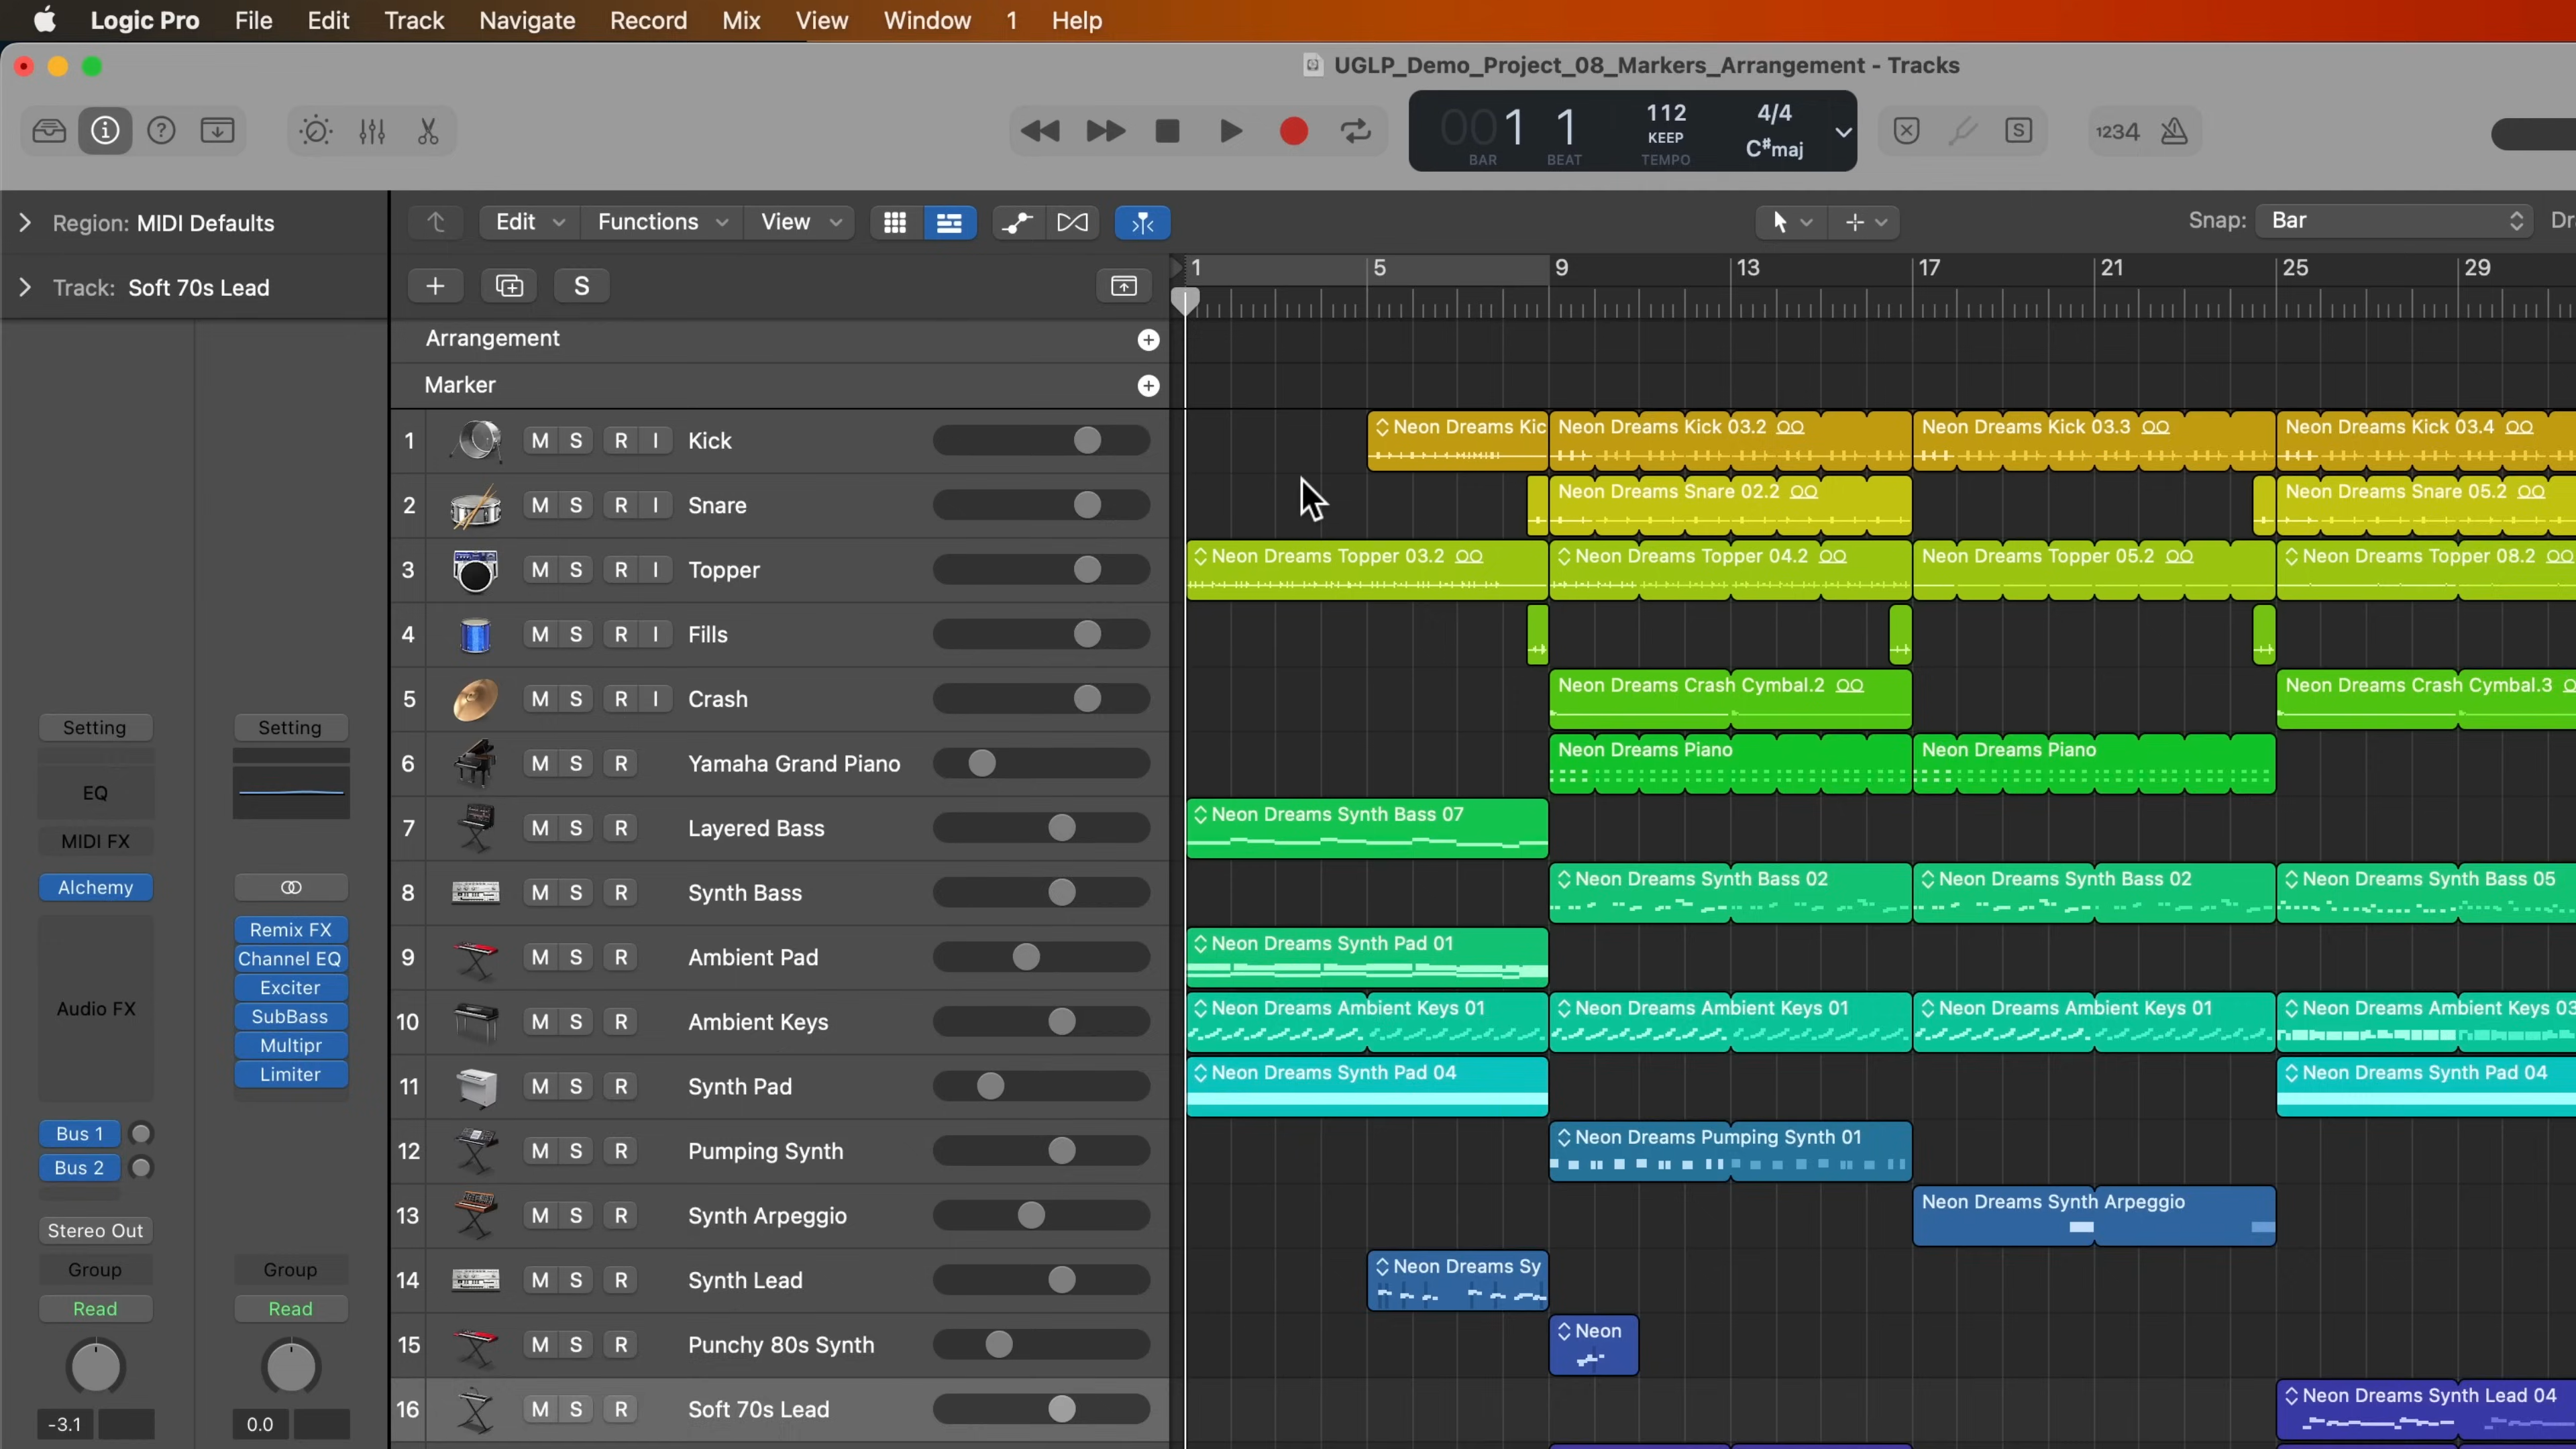 Logic Pro File Edit Track Navigate Record Mix View Window 1 Help
UGLP_Demo_Project_08_Markers_Arrangement - Tracks
001 1 112 4/4
KEEP C#maj
BAR BEAT TEMPO
S 1234
Region: MIDI Defaults Edit Functions View Snap: Bar Dr
Track: Soft 70s Lead S 1 5 9 13 17 21 25 29
Arrangement
Marker
1 M S R I Kick Neon Dreams Kic Neon Dreams Kick 03.2 Neon Dreams Kick 03.3 Neon Dreams Kick 03.4
2 M S R I Snare Neon Dreams Snare 02.2 Neon Dreams Snare 05.2
3 M S R I Topper Neon Dreams Topper 03.2 Neon Dreams Topper 04.2 Neon Dreams Topper 05.2 Neon Dreams Topper 08.2
4 M S R I Fills
5 M S R I Crash Neon Dreams Crash Cymbal.2 Neon Dreams Crash Cymbal.3
6 M S R Yamaha Grand Piano Neon Dreams Piano Neon Dreams Piano
7 M S R Layered Bass Neon Dreams Synth Bass 07
8 M S R Synth Bass Neon Dreams Synth Bass 02 Neon Dreams Synth Bass 02 Neon Dreams Synth Bass 05
9 M S R Ambient Pad Neon Dreams Synth Pad 01
10 M S R Ambient Keys Neon Dreams Ambient Keys 01 Neon Dreams Ambient Keys 01 Neon Dreams Ambient Keys 01 Neon Dreams Ambient Keys 03
11 M S R Synth Pad Neon Dreams Synth Pad 04 Neon Dreams Synth Pad 04
12 M S R Pumping Synth Neon Dreams Pumping Synth 01
13 M S R Synth Arpeggio Neon Dreams Synth Arpeggio
14 M S R Synth Lead Neon Dreams Sy
15 M S R Punchy 80s Synth Neon
16 M S R Soft 70s Lead Neon Dreams Synth Lead 04
Setting Setting
EQ
MIDI FX
Alchemy
Remix FX
Channel EQ
Exciter
Audio FX SubBass
Multipr
Limiter
Bus 1
Bus 2
Stereo Out
Group Group
Read Read
-3.1 0.0